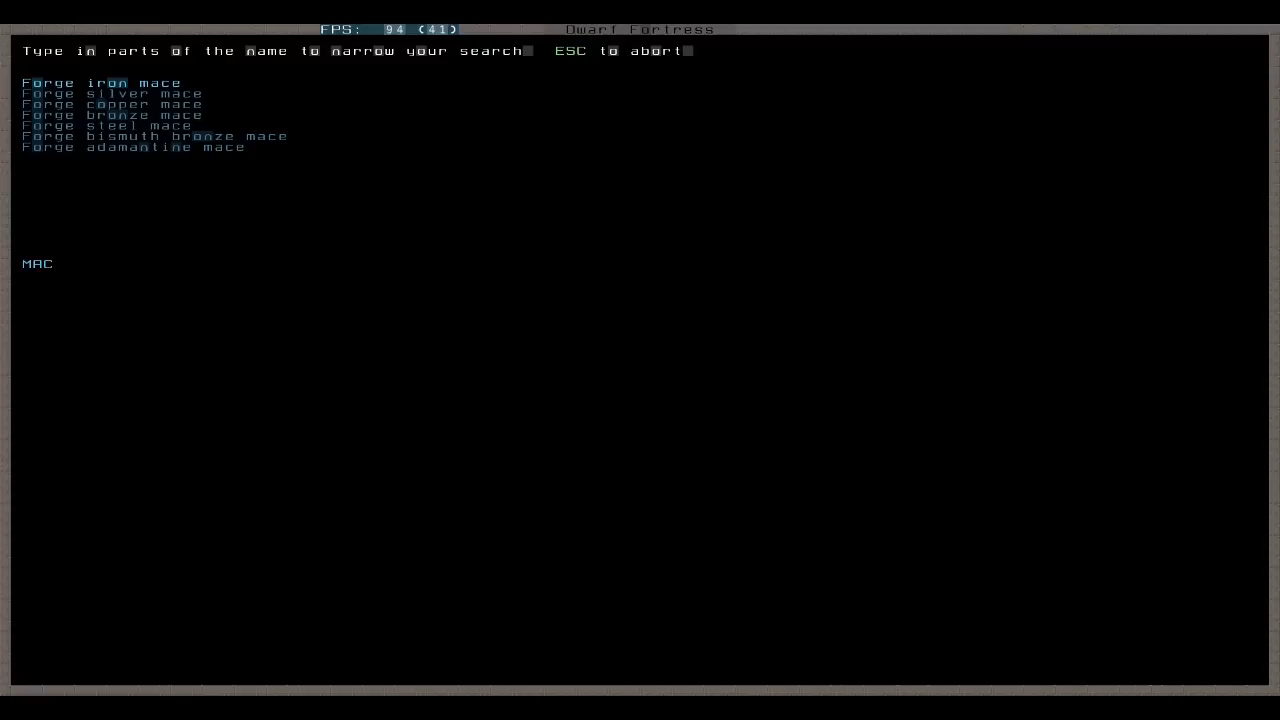 FPS: 94 (41) Dwarf Fortress
Type in parts of the name to narrow your search ESC to abort
Forge iron mace
Forge silver mace
Forge copper mace
Forge bronze mace
Forge steel mace
Forge bismuth bronze mace
Forge adamantine mace
MAC